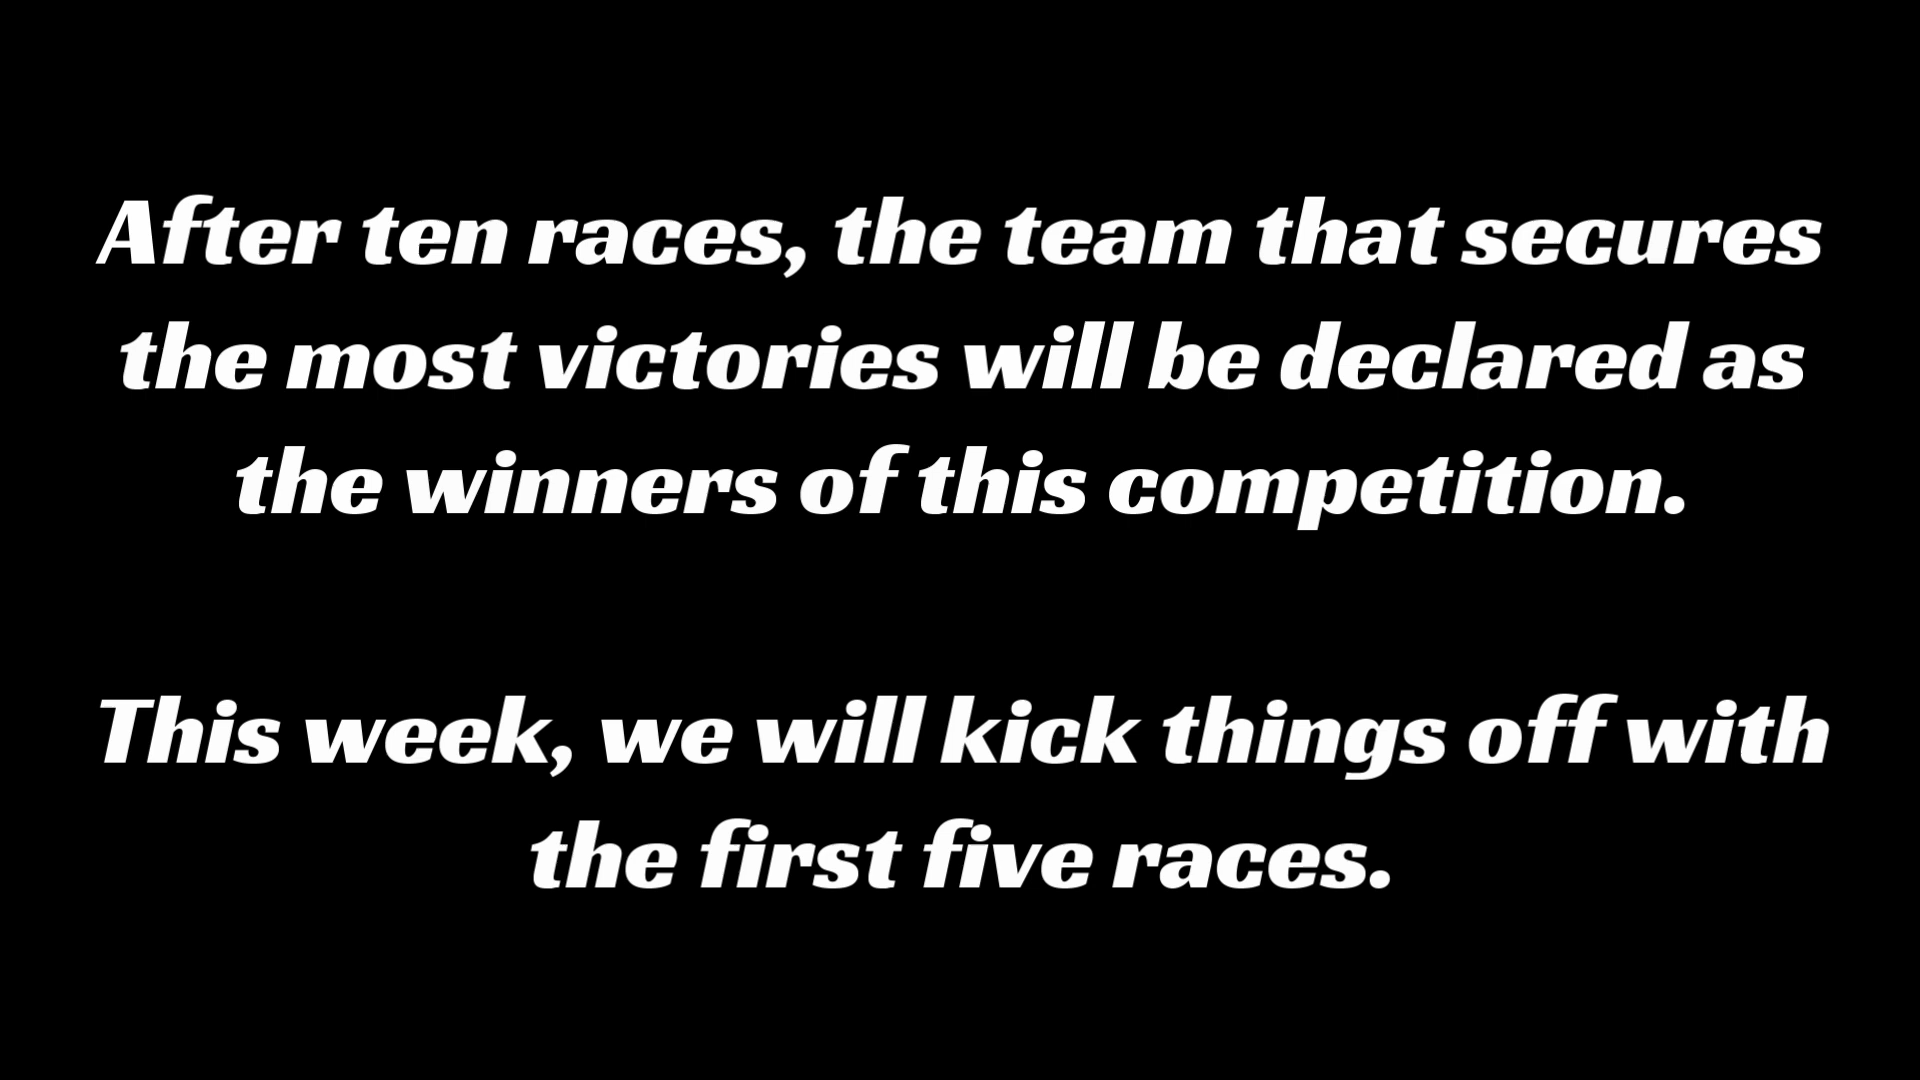 After ten races, the team that secures
the most victories will be declared as
the winners of this competition.
This week, we will kick things off with
the first five races.